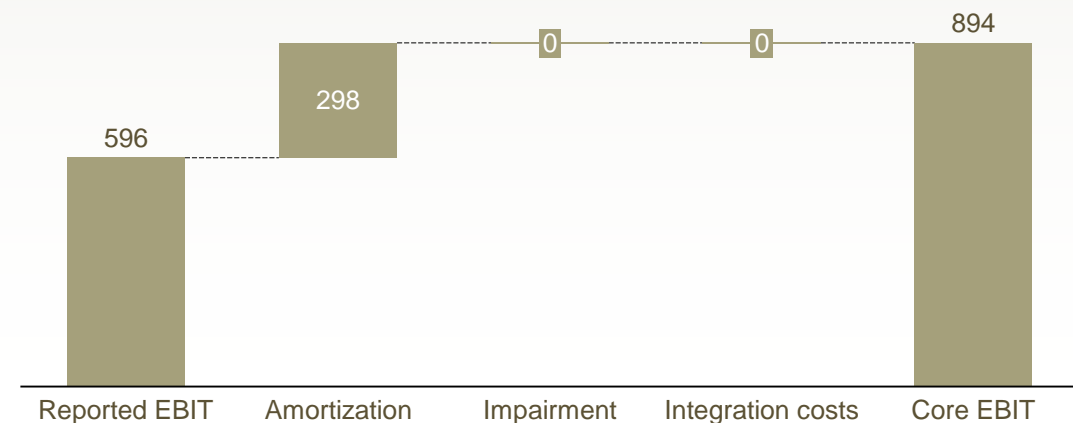 894
0
0
298
596
Reported EBIT
Amortization
Impairment
Integration costs
Core EBIT